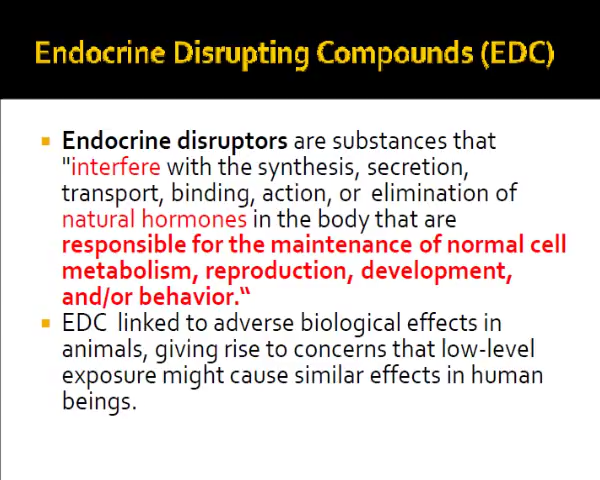 Endocrine Disrupting Compounds (EDC)
Endocrine disruptors are substances that
"interfere with the synthesis, secretion,
transport, binding, action, or elimination of
natural hormones in the body that are
responsible for the maintenance of normal cell
metabolism, reproduction, development,
and/or behavior.“
EDC linked to adverse biological effects in
animals, giving rise to concerns that low-level
exposure might cause similar effects in human
beings.